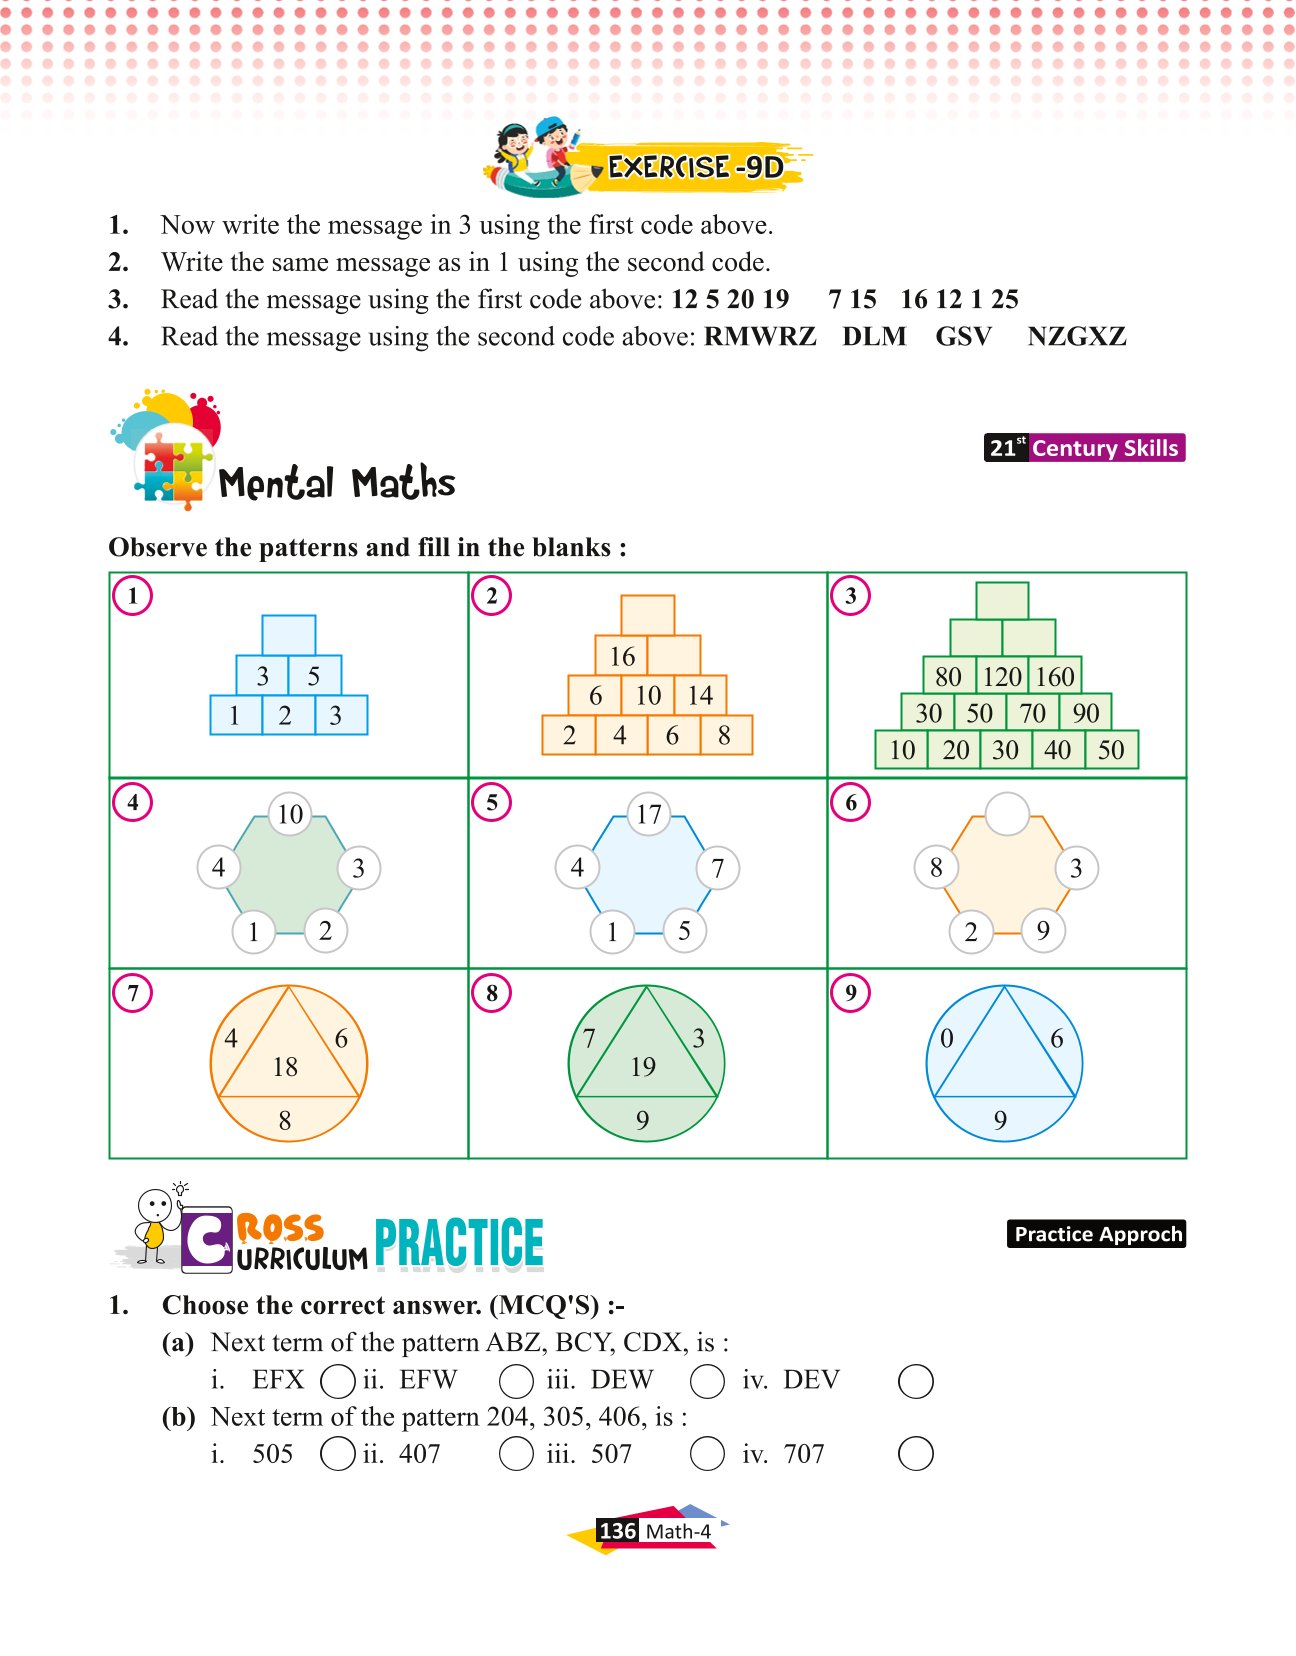 EXERCISE -9D
1. Now write the message in 3 using the first code above.
2. Write the same message as in 1 using the second code.
3. Read the message using the first code above: 12 5 20 19 7 15 16 12 1 25
4. Read the message using the second code above: RMWRZ DLM GSV NZGXZ
Mental Maths
21st Century Skills
Observe the patterns and fill in the blanks :
1
3 5
1 2 3
2
16
6 10 14
2 4 6 8
3
80 120 160
30 50 70 90
10 20 30 40 50
4
10
4 3
1 2
5
17
4 7
1 5
6
8 3
2 9
7
4 6
18
8
8
7 3
19
9
9
0 6
9
CROSS CURRICULUM PRACTICE
Practice Approch
1. Choose the correct answer. (MCQ'S) :-
(a) Next term of the pattern ABZ, BCY, CDX, is :
i. EFX ii. EFW iii. DEW iv. DEV
(b) Next term of the pattern 204, 305, 406, is :
i. 505 ii. 407 iii. 507 iv. 707
136 Math-4